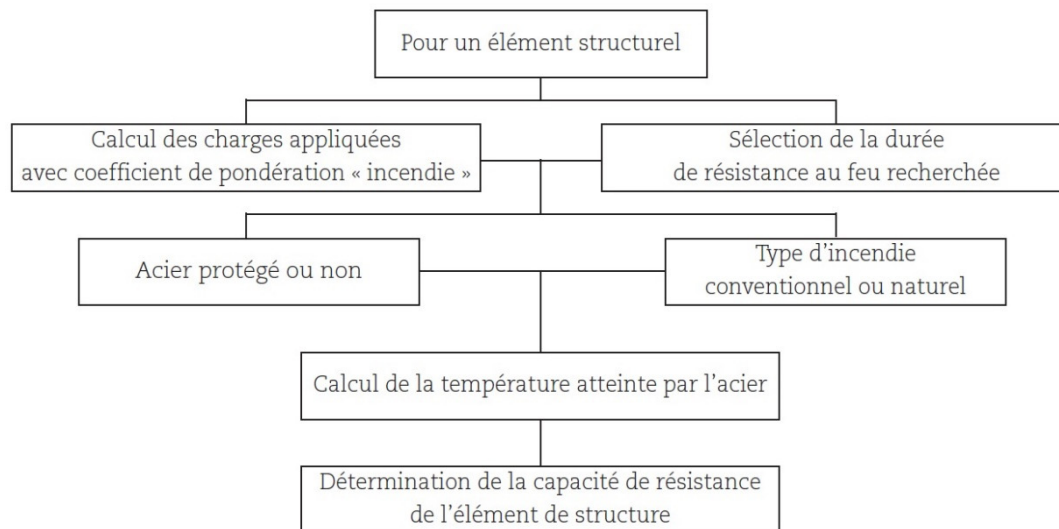 Pour un élément structurel
Calcul des charges appliquées
avec coefficient de pondération « incendie »
Sélection de la durée
de résistance au feu recherchée
Acier protégé ou non
Type d’incendie
conventionnel ou naturel
Calcul de la température atteinte par l’acier
Détermination de la capacité de résistance
de l’élément de structure